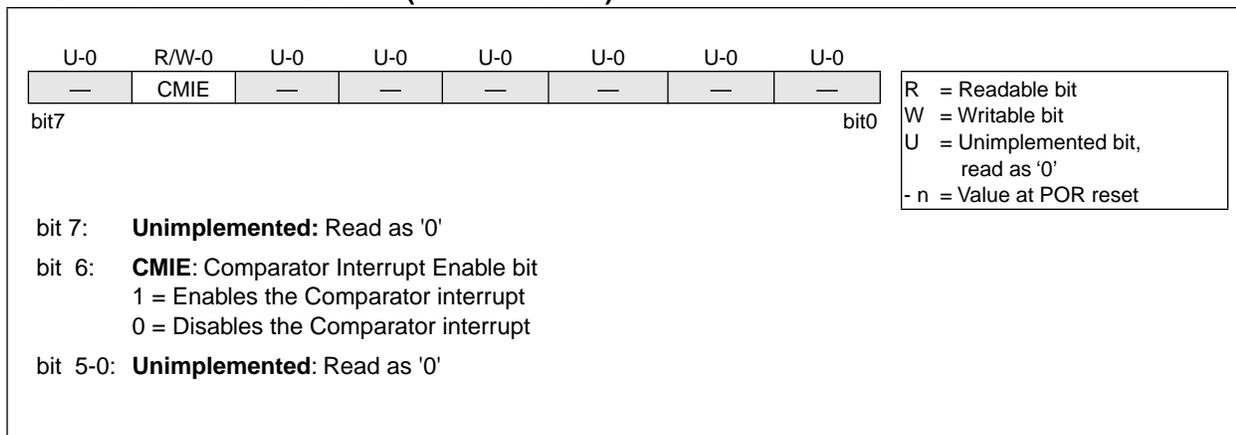 U-0 R/W-0 U-0 U-0 U-0 U-0 U-0 U-0
— CMIE — — — — — —
bit7 bit0
R = Readable bit
W = Writable bit
U = Unimplemented bit,
read as ‘0’
- n = Value at POR reset
bit 7: Unimplemented: Read as '0'
bit 6: CMIE: Comparator Interrupt Enable bit
1 = Enables the Comparator interrupt
0 = Disables the Comparator interrupt
bit 5-0: Unimplemented: Read as '0'